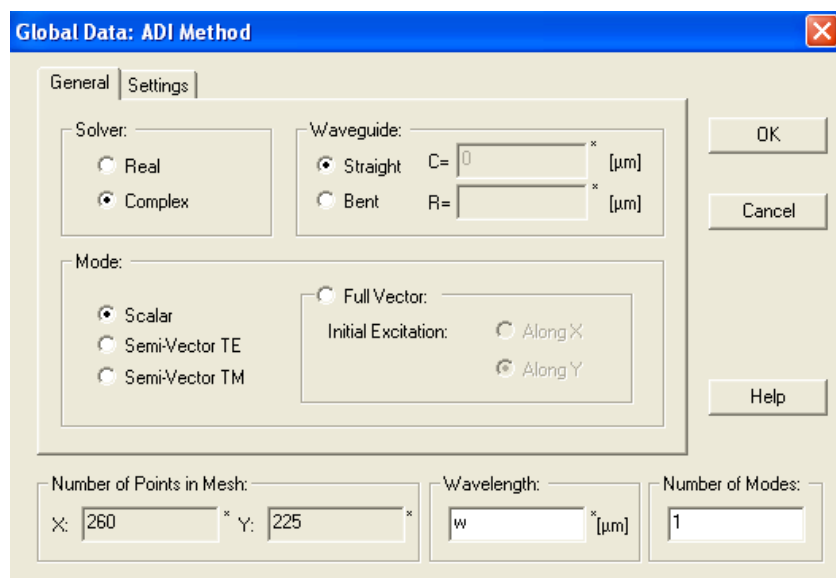 Global Data: ADI Method
General Settings
Solver:
Real
Complex
Waveguide:
Straight C= 0 * [µm]
Bent R= * [µm]
OK
Cancel
Mode:
Scalar
Semi-Vector TE
Semi-Vector TM
Full Vector:
Initial Excitation:
Along X
Along Y
Help
Number of Points in Mesh:
X: 260 * Y: 225 *
Wavelength:
w *[µm]
Number of Modes:
1